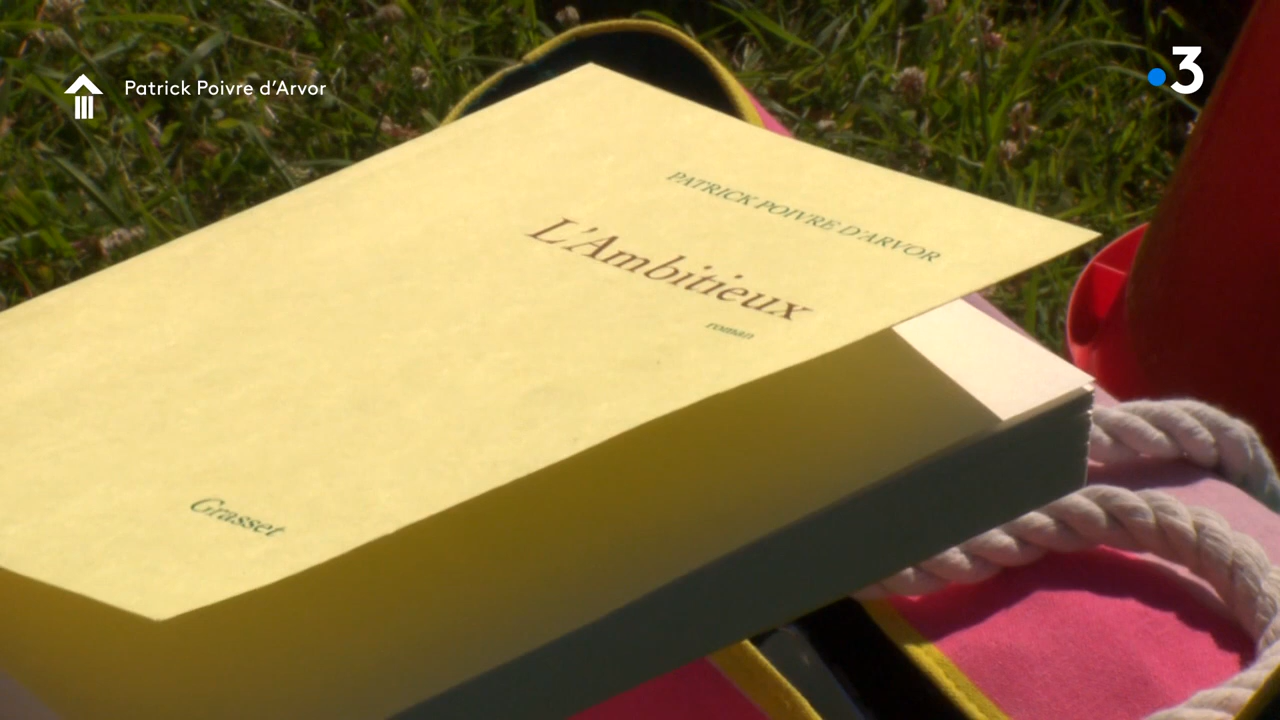 Patrick Poivre d'Arvor
3
PATRICK POIVRE D'ARVOR
L'Ambitieux
roman
Grasset